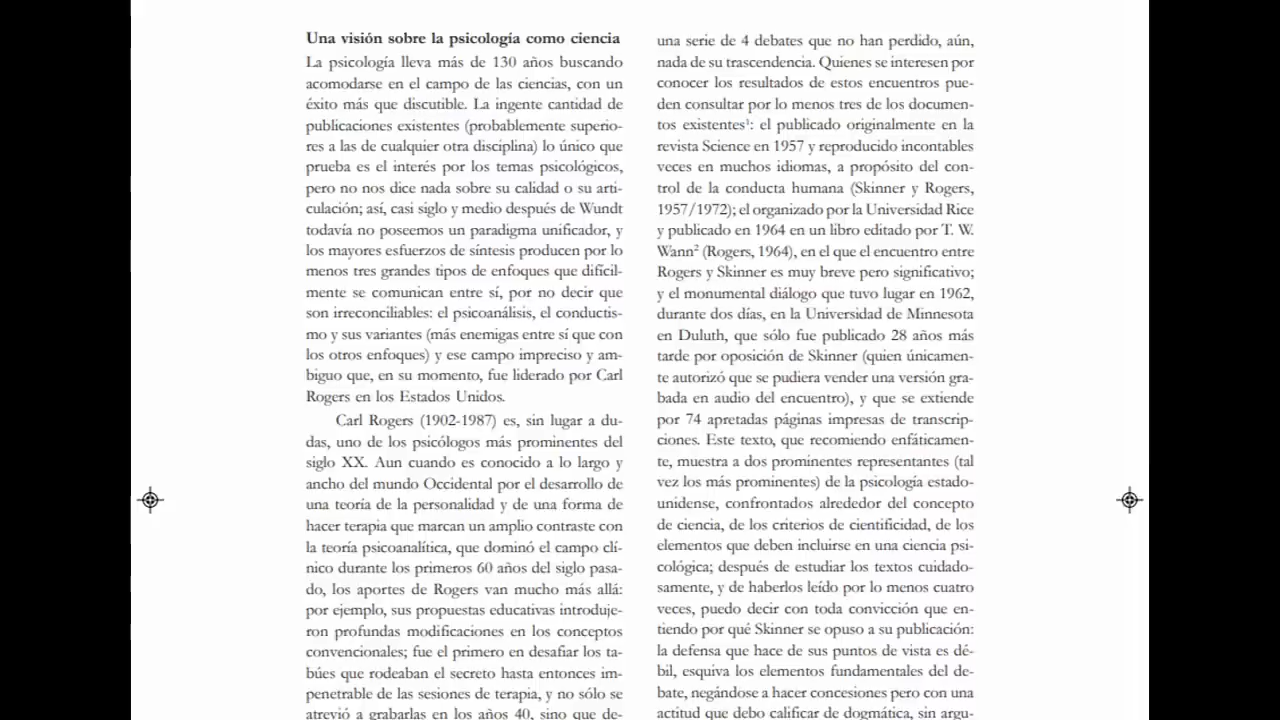 Una visión sobre la psicología como ciencia
La psicología lleva más de 130 años buscando
acomodarse en el campo de las ciencias, con un
éxito más que discutible. La ingente cantidad de
publicaciones existentes (probablemente superio-
res a las de cualquier otra disciplina) lo único que
prueba es el interés por los temas psicológicos,
pero no nos dice nada sobre su calidad o su arti-
culación; así, casi siglo y medio después de Wundt
todavía no poseemos un paradigma unificador, y
los mayores esfuerzos de síntesis producen por lo
menos tres grandes tipos de enfoques que difícil-
mente se comunican entre sí, por no decir que
son irreconciliables: el psicoanálisis, el conductis-
mo y sus variantes (más enemigas entre sí que con
los otros enfoques) y ese campo impreciso y am-
biguo que, en su momento, fue liderado por Carl
Rogers en los Estados Unidos.
Carl Rogers (1902-1987) es, sin lugar a du-
das, uno de los psicólogos más prominentes del
siglo XX. Aun cuando es conocido a lo largo y
ancho del mundo Occidental por el desarrollo de
una teoría de la personalidad y de una forma de
hacer terapia que marcan un amplio contraste con
la teoría psicoanalítica, que dominó el campo clí-
nico durante los primeros 60 años del siglo pasa-
do, los aportes de Rogers van mucho más allá:
por ejemplo, sus propuestas educativas introduje-
ron profundas modificaciones en los conceptos
convencionales; fue el primero en desafiar los ta-
búes que rodeaban el secreto hasta entonces im-
penetrable de las sesiones de terapia, y no sólo se
atrevió a grabarlas en los años 40, sino que de-
una serie de 4 debates que no han perdido, aún,
nada de su trascendencia. Quienes se interesen por
conocer los resultados de estos encuentros pue-
den consultar por lo menos tres de los documen-
tos existentes¹: el publicado originalmente en la
revista Science en 1957 y reproducido incontables
veces en muchos idiomas, a propósito del con-
trol de la conducta humana (Skinner y Rogers,
1957/1972); el organizado por la Universidad Rice
y publicado en 1964 en un libro editado por T. W.
Wann² (Rogers, 1964), en el que el encuentro entre
Rogers y Skinner es muy breve pero significativo;
y el monumental diálogo que tuvo lugar en 1962,
durante dos días, en la Universidad de Minnesota
en Duluth, que sólo fue publicado 28 años más
tarde por oposición de Skinner (quien únicamen-
te autorizó que se pudiera vender una versión gra-
bada en audio del encuentro), y que se extiende
por 74 apretadas páginas impresas de transcrip-
ciones. Este texto, que recomiendo enfáticamen-
te, muestra a dos prominentes representantes (tal
vez los más prominentes) de la psicología estado-
unidense, confrontados alrededor del concepto
de ciencia, de los criterios de cientificidad, de los
elementos que deben incluirse en una ciencia psi-
cológica; después de estudiar los textos cuidado-
samente, y de haberlos leído por lo menos cuatro
veces, puedo decir con toda convicción que en-
tiendo por qué Skinner se opuso a su publicación:
la defensa que hace de sus puntos de vista es dé-
bil, esquiva los elementos fundamentales del de-
bate, negándose a hacer concesiones pero con una
actitud que debo calificar de dogmática, sin argu-